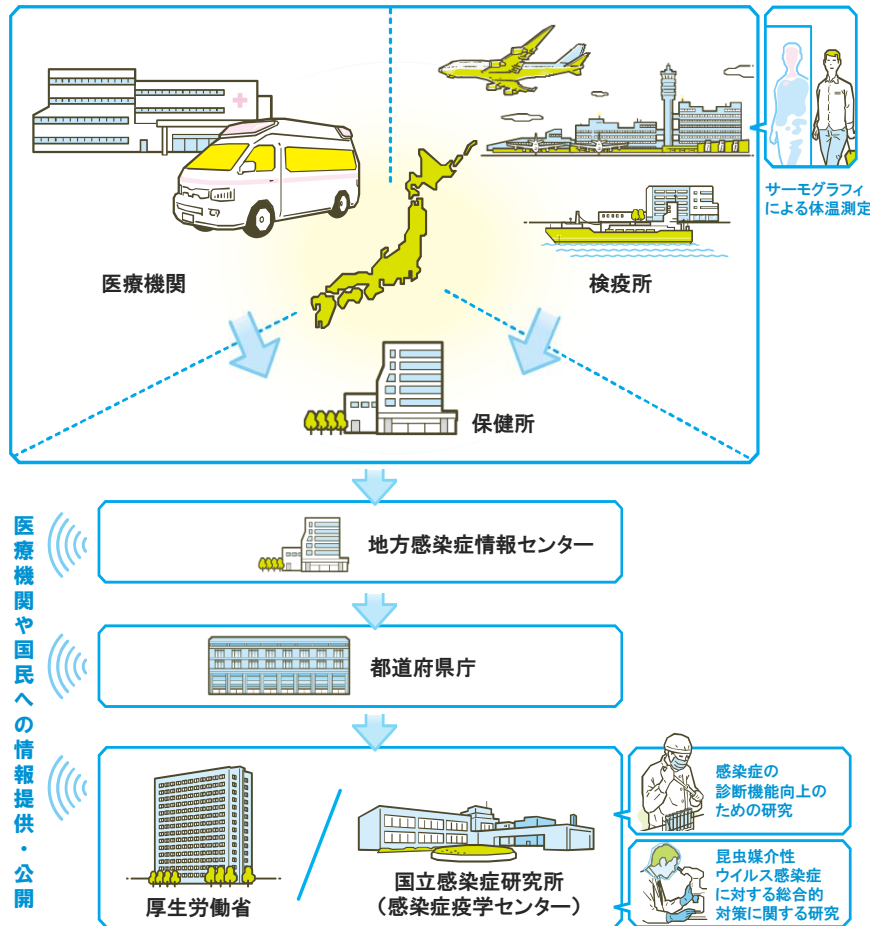 サーモグラフィ
による体温測定
医療機関
検疫所
保健所
地方感染症情報センター
都道府県庁
医療機関や国民への情報提供・公開
感染症の
診断機能向上の
ための研究
昆虫媒介性
ウイルス感染症
に対する総合的
対策に関する研究
厚生労働省
国立感染症研究所
（感染症疫学センター）